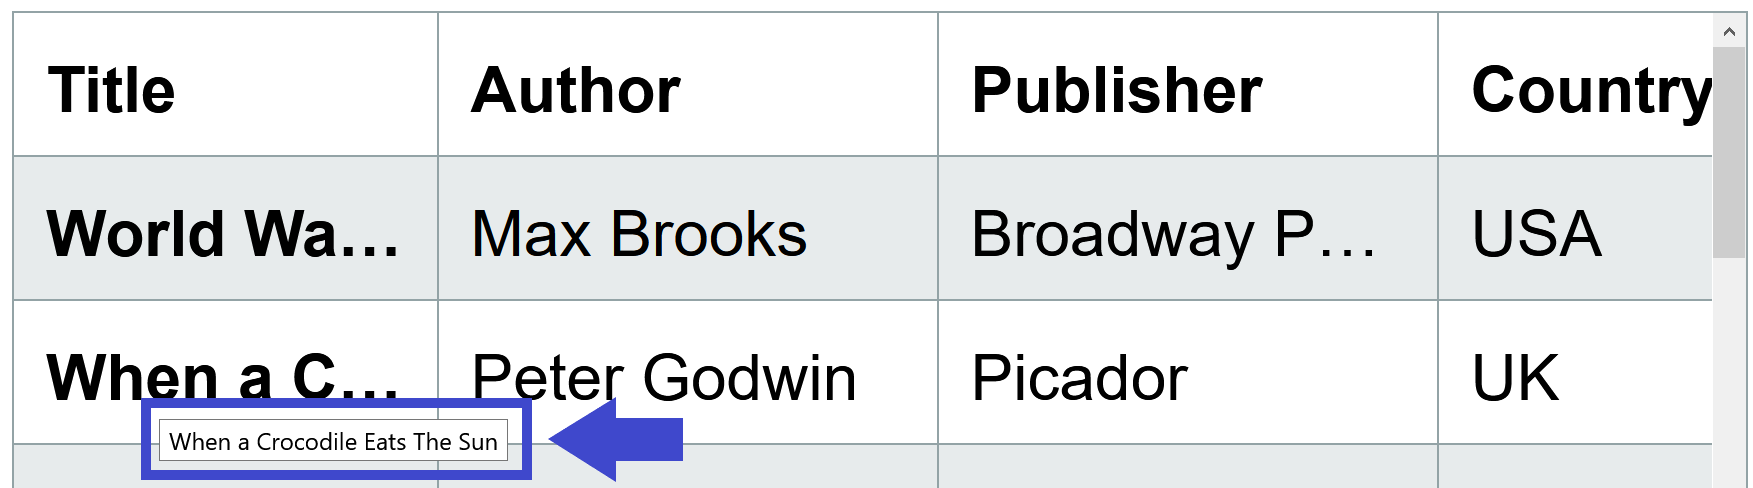 Title Author Publisher Country
World Wa... Max Brooks Broadway P... USA
When a C... Peter Godwin Picador UK
When a Crocodile Eats The Sun